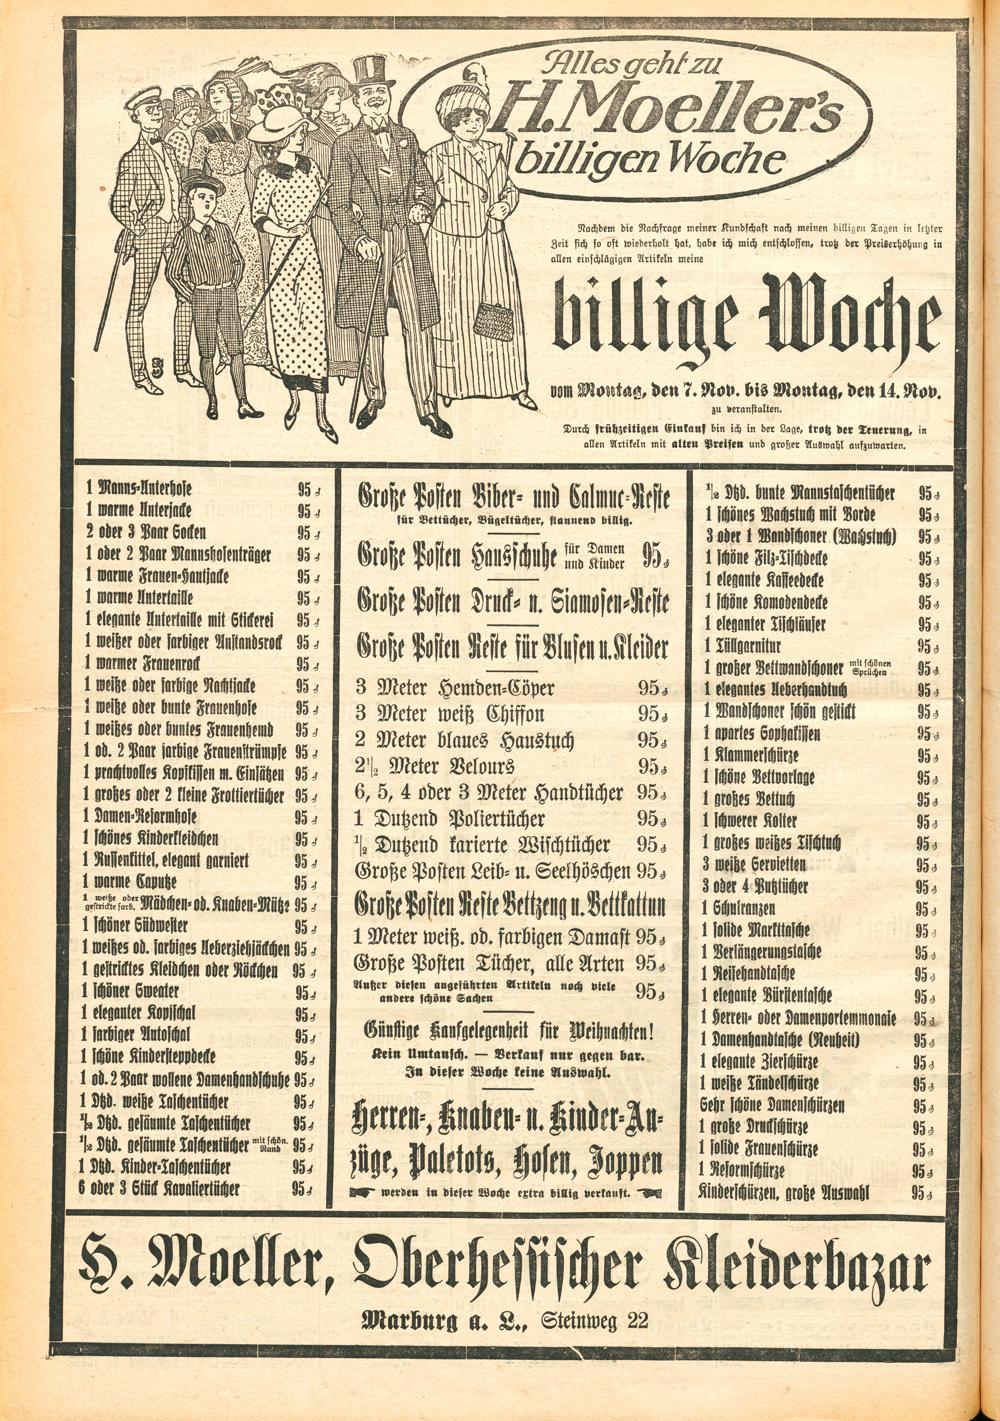 Alles geht zu
H. Moeller's
billigen Woche
Nachdem die Nachfrage meiner Kundschaft nach meinen billigen Tagen in letzter
Zeit sich so oft wiederholt hat, habe ich mich entschlossen, trotz der Preiserhöhung in
allen einschlägigen Artikeln meine
billige Woche
vom Montag, den 7. Nov. bis Montag, den 14. Nov.
zu veranstalten.
Durch frühzeitigen Einkauf bin ich in der Lage, trotz der Teuerung, in
allen Artikeln mit alten Preisen und großer Auswahl aufzuwarten.
1 Manns-Unterhose 95 ₰
1 warme Unterjacke 95 ₰
2 oder 3 Paar Socken 95 ₰
1 oder 2 Paar Mannshosenträger 95 ₰
1 warme Frauen-Hautjacke 95 ₰
1 warme Untertaille 95 ₰
1 elegante Untertaille mit Stickerei 95 ₰
1 weißer oder farbiger Anstandsrock 95 ₰
1 warmer Frauenrock 95 ₰
1 weiße oder farbige Nachtjacke 95 ₰
1 weiße oder bunte Frauenhose 95 ₰
1 weißes oder buntes Frauenhemd 95 ₰
1 od. 2 Paar farbige Frauenstrümpfe 95 ₰
1 prachtvolles Kopfkissen m. Einsätzen 95 ₰
1 großes oder 2 kleine Frottiertücher 95 ₰
1 Damen-Reformhose 95 ₰
1 schönes Kinderkleidchen 95 ₰
1 Russenkittel, elegant garniert 95 ₰
1 warme Caputze 95 ₰
1 weiße oder gestrickte farb. Mädchen- od. Knaben-Mütze 95 ₰
1 schöner Südwester 95 ₰
1 weißes od. farbiges Ueberziehjäckchen 95 ₰
1 gestricktes Kleidchen oder Röckchen 95 ₰
1 schöner Sweater 95 ₰
1 eleganter Kopfschal 95 ₰
1 farbiger Autoschal 95 ₰
1 schöne Kindersteppdecke 95 ₰
1 od. 2 Paar wollene Damenhandschuhe 95 ₰
1 Dtzd. weiße Taschentücher 95 ₰
½ Dtzd. gesäumte Taschentücher 95 ₰
½ Dtzd. gesäumte Taschentücher mit schön. Rand 95 ₰
1 Dtzd. Kinder-Taschentücher 95 ₰
6 oder 3 Stück Kavaliertücher 95 ₰
Große Posten Biber- und Calmuc-Reste
für Bettücher, Bügeltücher, staunend billig.
Große Posten Hausschuhe für Damen und Kinder 95 ₰
Große Posten Druck- u. Siamosen-Reste
Große Posten Reste für Blusen u. Kleider
3 Meter Hemden-Cöper 95 ₰
3 Meter weiß Chiffon 95 ₰
2 Meter blaues Haustuch 95 ₰
2½ Meter Velours 95 ₰
6, 5, 4 oder 3 Meter Handtücher 95 ₰
1 Dutzend Poliertücher 95 ₰
½ Dutzend karierte Wischtücher 95 ₰
Große Posten Leib- u. Seelhöschen 95 ₰
Große Posten Reste Bettzeug u. Bettkattun
1 Meter weiß. od. farbigen Damast 95 ₰
Große Posten Tücher, alle Arten 95 ₰
Außer diesen angeführten Artikeln noch viele
andere schöne Sachen 95 ₰
Günstige Kaufgelegenheit für Weihnachten!
Kein Umtausch. — Verkauf nur gegen bar.
In dieser Woche keine Auswahl.
Herren-, Knaben- u. Kinder-An-
züge, Paletots, Hosen, Joppen
werden in dieser Woche extra billig verkauft.
½ Dtzd. bunte Mannstaschentücher 95 ₰
1 schönes Wachstuch mit Borde 95 ₰
3 oder 1 Wandschoner (Wachstuch) 95 ₰
1 schöne Filz-Tischdecke 95 ₰
1 elegante Kaffeedecke 95 ₰
1 schöne Komodendecke 95 ₰
1 eleganter Tischläufer 95 ₰
1 Tüllgarnitur 95 ₰
1 großer Bettwandschoner mit schönen Sprüchen 95 ₰
1 elegantes Ueberhandtuch 95 ₰
1 Wandschoner schön gestickt 95 ₰
1 apartes Sophakissen 95 ₰
1 Klammerschürze 95 ₰
1 schöne Bettvorlage 95 ₰
1 großes Bettuch 95 ₰
1 schwerer Kolter 95 ₰
1 großes weißes Tischtuch 95 ₰
3 weiße Servietten 95 ₰
3 oder 4 Putztücher 95 ₰
1 Schulranzen 95 ₰
1 solide Markttasche 95 ₰
1 Verlängerungstasche 95 ₰
1 Reisehandtasche 95 ₰
1 elegante Bürstentasche 95 ₰
1 Herren- oder Damenportemonnaie 95 ₰
1 Damenhandtasche (Neuheit) 95 ₰
1 elegante Zierschürze 95 ₰
1 weiße Tändelschürze 95 ₰
Sehr schöne Damenschürzen 95 ₰
1 große Druckschürze 95 ₰
1 solide Frauenschürze 95 ₰
1 Reformschürze 95 ₰
Kinderschürzen, große Auswahl 95 ₰
H. Moeller, Oberhessischer Kleiderbazar
Marburg a. L., Steinweg 22